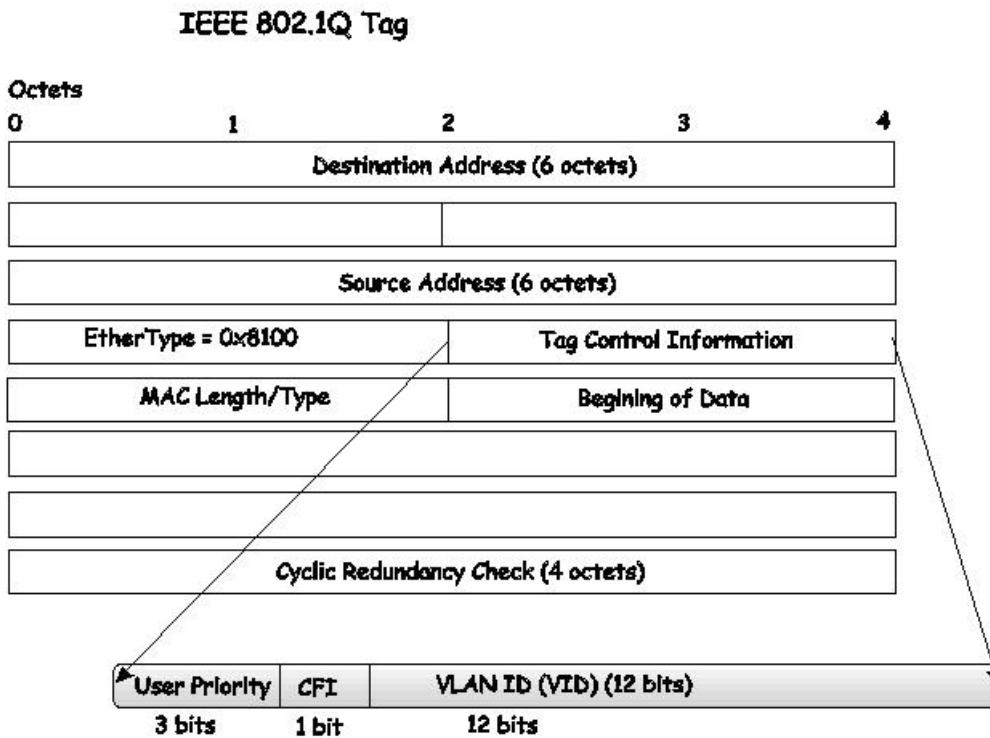 IEEE 802.1Q Tag
Octets
0 1 2 3 4
Destination Address (6 octets)
Source Address (6 octets)
EtherType = 0x8100 Tag Control Information
MAC Length/Type Begining of Data
Cyclic Redundancy Check (4 octets)
User Priority CFI VLAN ID (VID) (12 bits)
3 bits 1 bit 12 bits